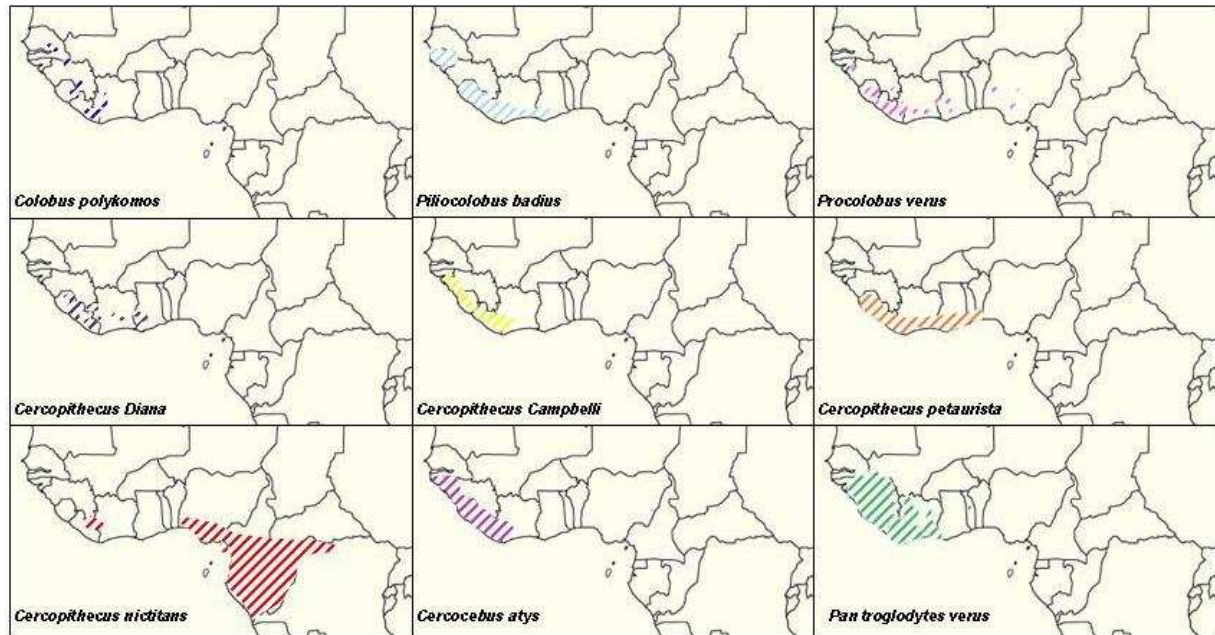 Colobus polykomos
Piliocolobus badius
Procolobus verus
Cercopithecus Diana
Cercopithecus Campbelli
Cercopithecus petaurista
Cercopithecus nictitans
Cercocebus atys
Pan troglodytes verus